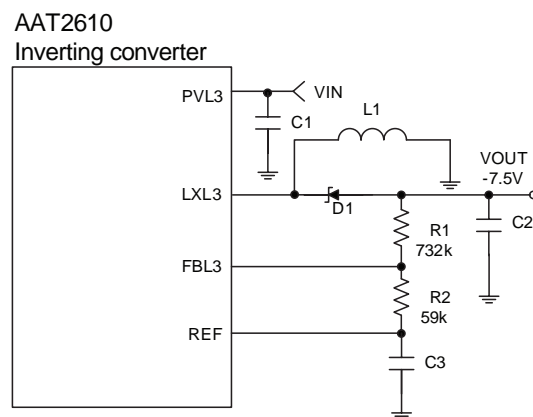 AAT2610
Inverting converter
PVL3
VIN
C1
L1
VOUT
-7.5V
LXL3
D1
C2
R1
732k
FBL3
R2
59k
REF
C3